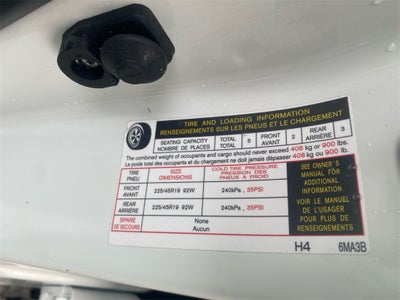 TIRE AND LOADING INFORMATION
RENSEIGNEMENTS SUR LES PNEUS ET LE CHARGEMENT
SEATING CAPACITY TOTAL 5 FRONT 2 REAR 3
NOMBRE DE PLACES TOTAL AVANT ARRIÈRE
The combined weight of occupants and cargo should never exceed 408 kg or 900 lbs.
Le poids total des occupants et du chargement ne doit jamais dépasser 408 kg ou 900 lb.
TIRE SIZE COLD TIRE PRESSURE
PNEU DIMENSIONS PRESSION DES PNEUS À FROID
FRONT 225/45R19 92W 240kPa , 35PSI
AVANT
REAR 225/45R19 92W 240kPa , 35PSI
ARRIÈRE
SPARE None
DE SECOURS Aucun
SEE OWNER'S
MANUAL FOR
ADDITIONAL
INFORMATION
VOIR LE MANUEL
DE L'USAGER
POUR PLUS DE
RENSEIGNEMENTS
H4 6MA3B